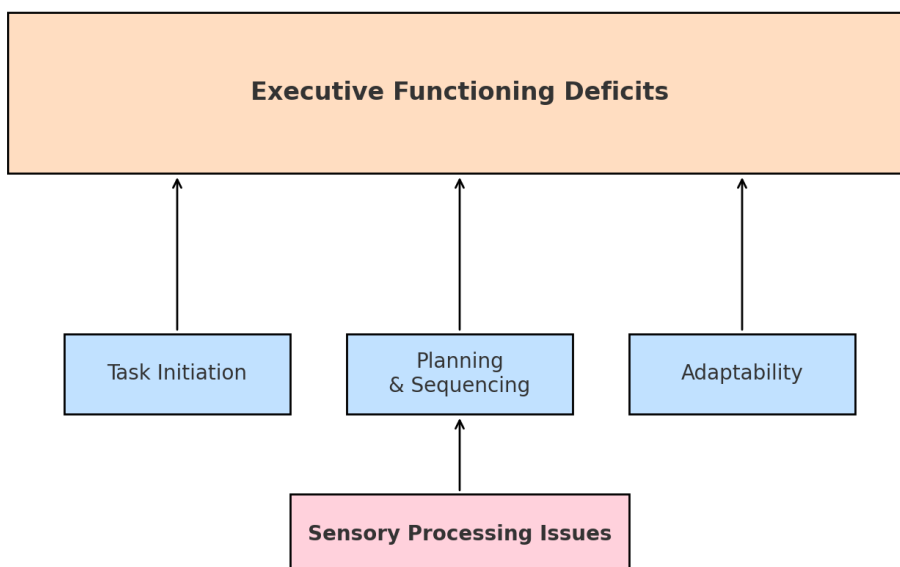 Executive Functioning Deficits
Task Initiation
Planning
& Sequencing
Adaptability
Sensory Processing Issues